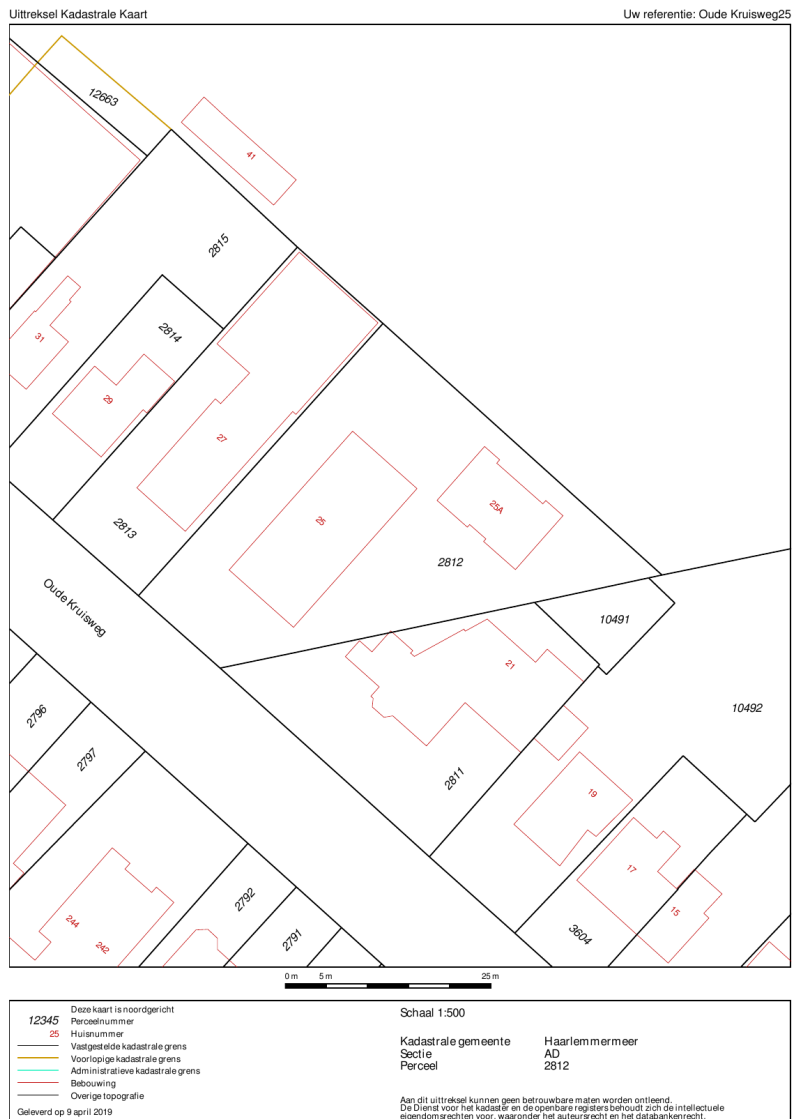 Uittreksel Kadastrale Kaart
Uw referentie: Oude Kruisweg25
12663
41
2815
2814
31
29
27
2813
25
25A
2812
Oude Kruisweg
10491
21
10492
2796
2797
2811
19
17
15
3604
244
242
2792
2791
0 m 5 m 25 m
Deze kaart is noordgericht
12345 Perceelnummer
25 Huisnummer
Vastgestelde kadastrale grens
Voorlopige kadastrale grens
Administratieve kadastrale grens
Bebouwing
Overige topografie
Geleverd op 9 april 2019
Schaal 1:500
Kadastrale gemeente Haarlemmermeer
Sectie AD
Perceel 2812
Aan dit uittreksel kunnen geen betrouwbare maten worden ontleend.
De Dienst voor het kadaster en de openbare registers behoudt zich de intellectuele
eigendomsrechten voor, waaronder het auteursrecht en het databankenrecht.